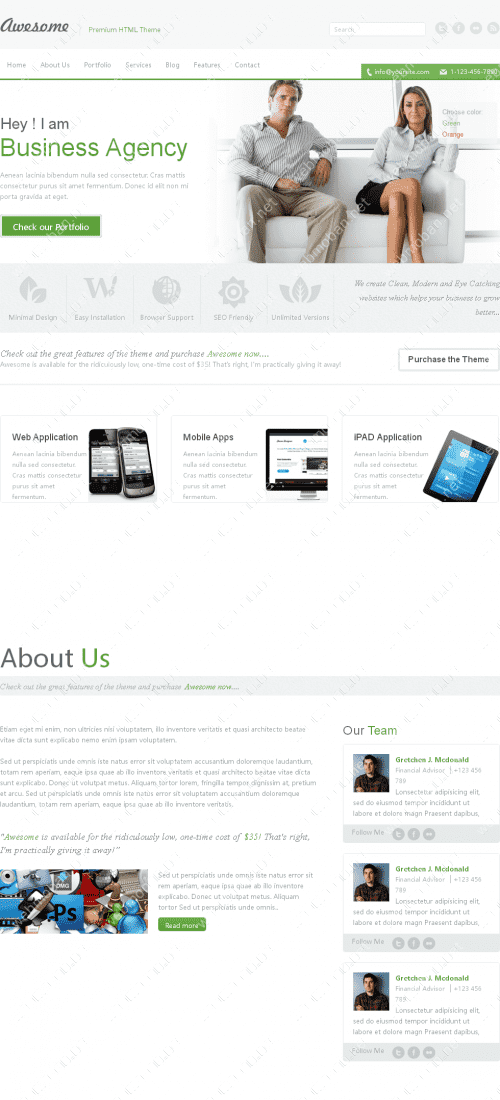 Awesome
Premium HTML Theme
Search
Home About Us Portfolio Services Blog Features Contact
info@yoursite.com 1-123-456-7890
Choose color
Green
Orange
Hey ! I am
Business Agency
Aenean lacinia bibendum nulla sed consectetur. Cras mattis
consectetur purus sit amet fermentum. Donec id elit non mi
porta gravida at eget.
Check our Portfolio
Minimal Design Easy Installation Browser Support SEO Friendly Unlimited Versions
We create Clean, Modern and Eye Catching
websites which helps your business to grow
better...
Check out the great features of the theme and purchase Awesome now....
Awesome is available for the ridiculously low, one-time cost of $35! That's right, I'm practically giving it away!
Purchase the Theme
Web Application
Aenean lacinia bibendum
nulla sed consectetur.
Cras mattis consectetur
purus sit amet
fermentum.
Mobile Apps
Aenean lacinia bibendum
nulla sed consectetur.
Cras mattis consectetur
purus sit amet
fermentum.
iPAD Application
Aenean lacinia bibendum
nulla sed consectetur.
Cras mattis consectetur
purus sit amet
fermentum.
About Us
Check out the great features of the theme and purchase Awesome now....
Etiam eget mi enim, non ultricies nisi voluptatem, illo inventore veritatis et quasi architecto beatae
vitae dicta sunt explicabo nemo enim ipsam voluptatem.
Sed ut perspiciatis unde omnis iste natus error sit voluptatem accusantium doloremque laudantium,
totam rem aperiam, eaque ipsa quae ab illo inventore veritatis et quasi architecto beatae vitae dicta
sunt explicabo. Donec ut volutpat metus. Aliquam tortor lorem, fringilla tempor dignissim at, pretium
et arcu. Sed ut perspiciatis unde omnis iste natus error sit voluptatem accusantium doloremque
laudantium, totam rem aperiam, eaque ipsa quae ab illo inventore veritatis.
"Awesome is available for the ridiculously low, one-time cost of $35! That's right,
I'm practically giving it away!"
Sed ut perspiciatis unde omnis iste natus error sit
rem aperiam, eaque ipsa quae ab illo inventore
explicabo. Donec ut volutpat metus. Aliquam
tortor Sed ut perspiciatis unde omnis..
Read more
Our Team
Gretchen J. Mcdonald
Financial Advisor | +123 456
789
Consectetur adipisicing elit,
sed do eiusmod tempor incididunt ut
labore et dolore magn Praesent dapibus,
Follow Me
Gretchen J. Mcdonald
Financial Advisor | +123 456
789
Consectetur adipisicing elit,
sed do eiusmod tempor incididunt ut
labore et dolore magn Praesent dapibus,
Follow Me
Gretchen J. Mcdonald
Financial Advisor | +123 456
789
Consectetur adipisicing elit,
sed do eiusmod tempor incididunt ut
labore et dolore magn Praesent dapibus,
Follow Me